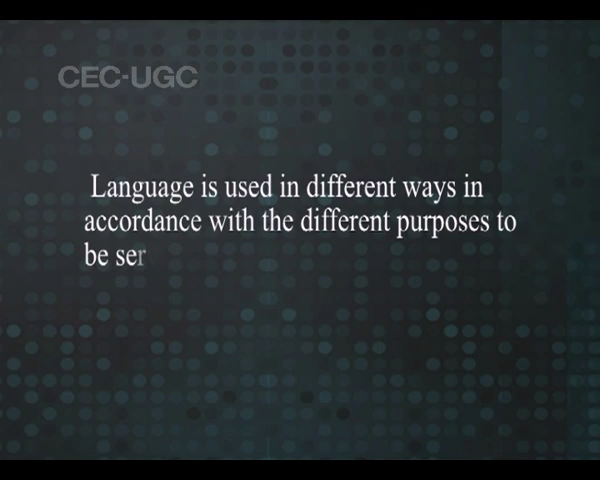 CEC-UGC
Language is used in different ways in
accordance with the different purposes to
be ser